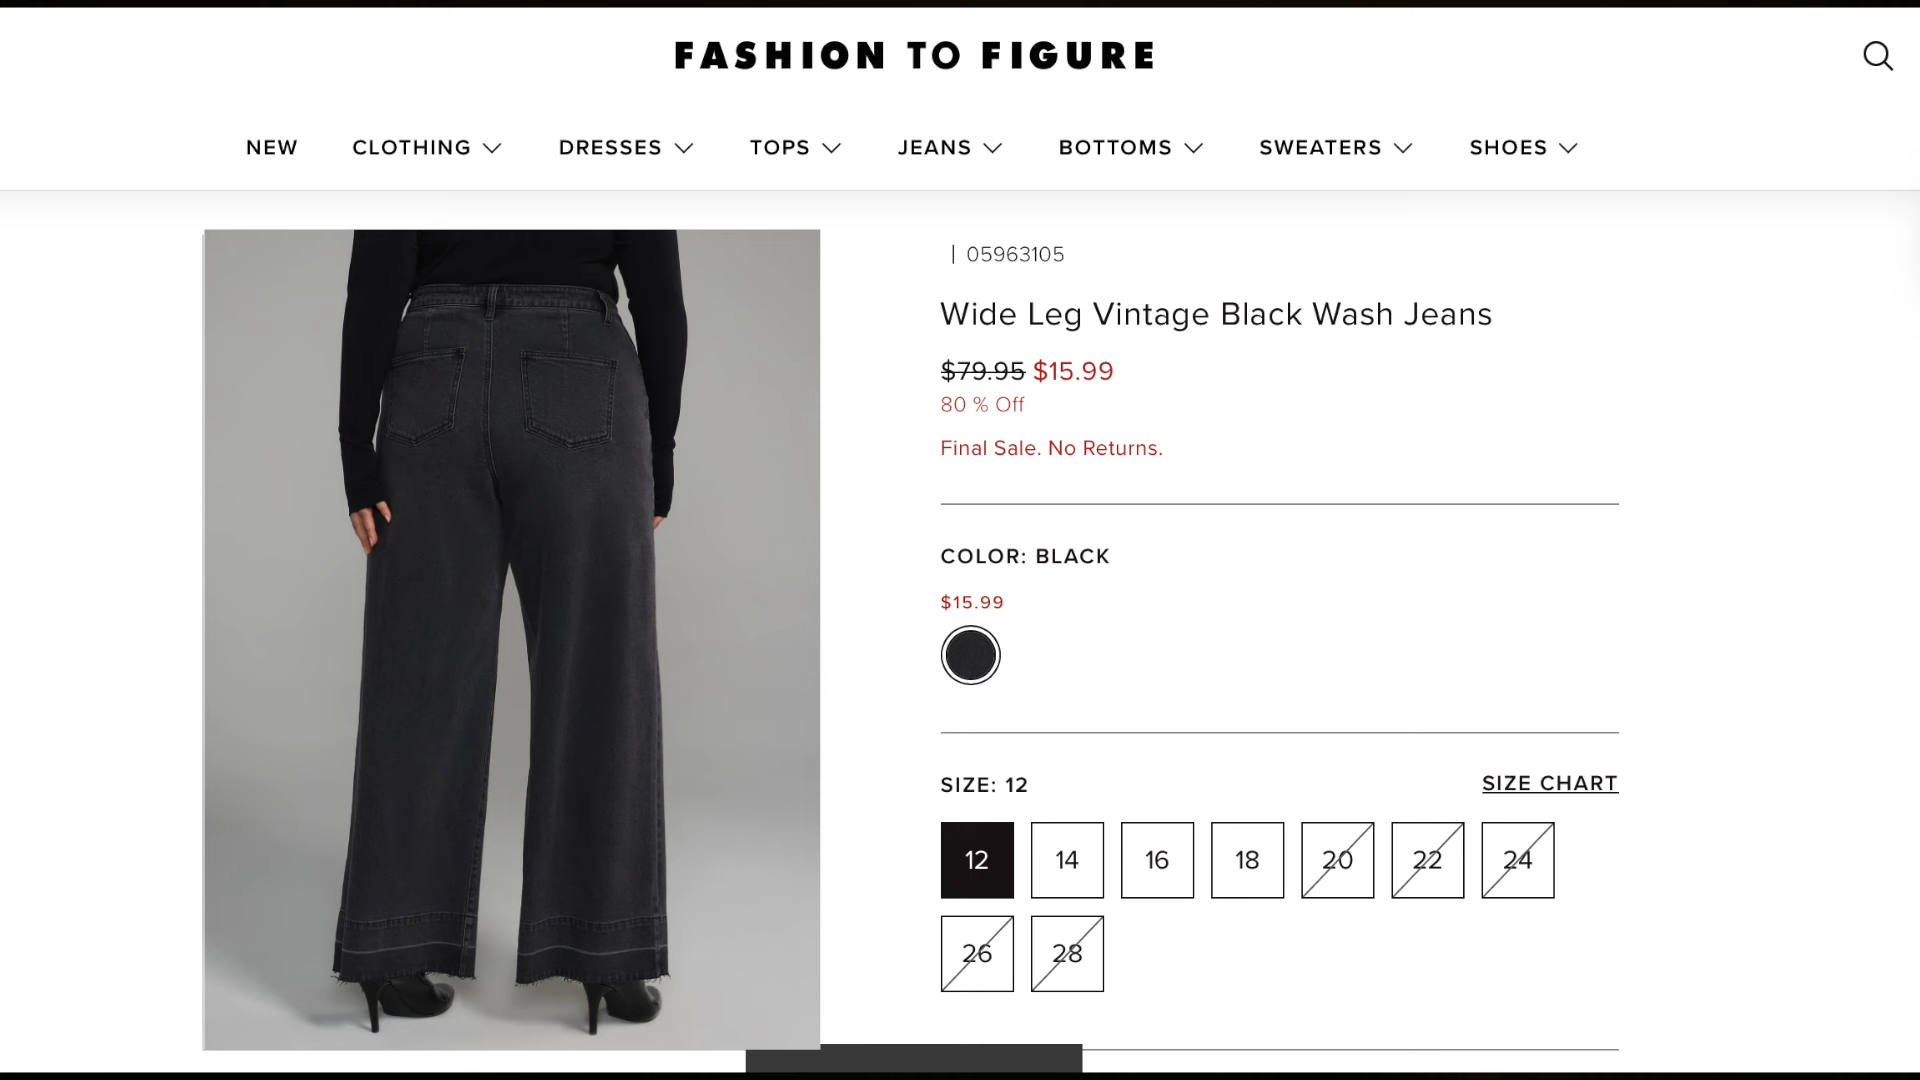 FASHION TO FIGURE
NEW CLOTHING DRESSES TOPS JEANS BOTTOMS SWEATERS SHOES
| 05963105
Wide Leg Vintage Black Wash Jeans
$79.95 $15.99
80 % Off
Final Sale. No Returns.
COLOR: BLACK
$15.99
SIZE: 12 SIZE CHART
12 14 16 18 20 22 24
26 28